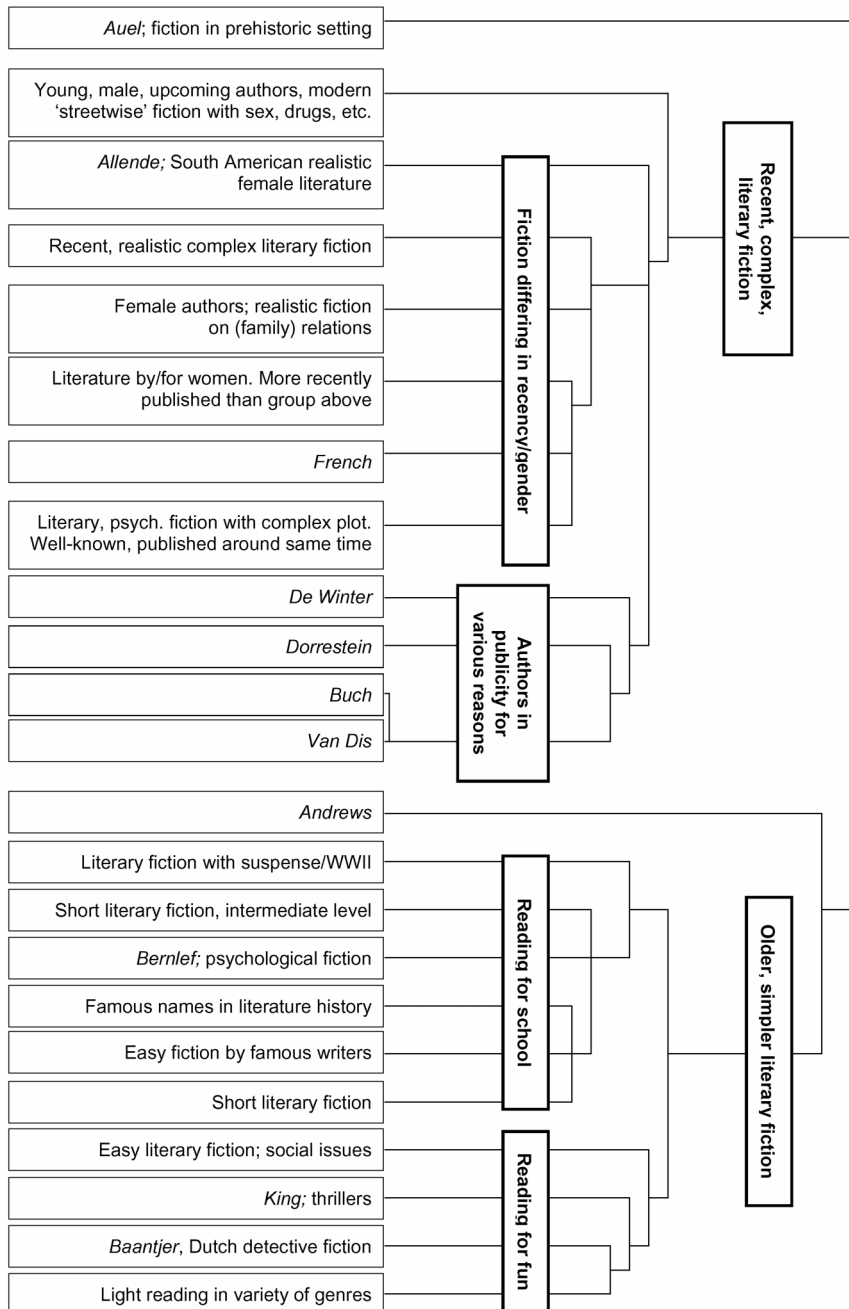 Auel; fiction in prehistoric setting
Young, male, upcoming authors, modern
‘streetwise’ fiction with sex, drugs, etc.
Allende; South American realistic
female literature
Recent, realistic complex literary fiction
Female authors; realistic fiction
on (family) relations
Literature by/for women. More recently
published than group above
French
Literary, psych. fiction with complex plot.
Well-known, published around same time
De Winter
Dorrestein
Buch
Van Dis
Andrews
Literary fiction with suspense/WWII
Short literary fiction, intermediate level
Bernlef; psychological fiction
Famous names in literature history
Easy fiction by famous writers
Short literary fiction
Easy literary fiction; social issues
King; thrillers
Baantjer, Dutch detective fiction
Light reading in variety of genres
Fiction differing in recency/gender
Authors in
publicity for
various reasons
Reading for school
Reading for fun
Recent, complex,
literary fiction
Older, simpler literary fiction